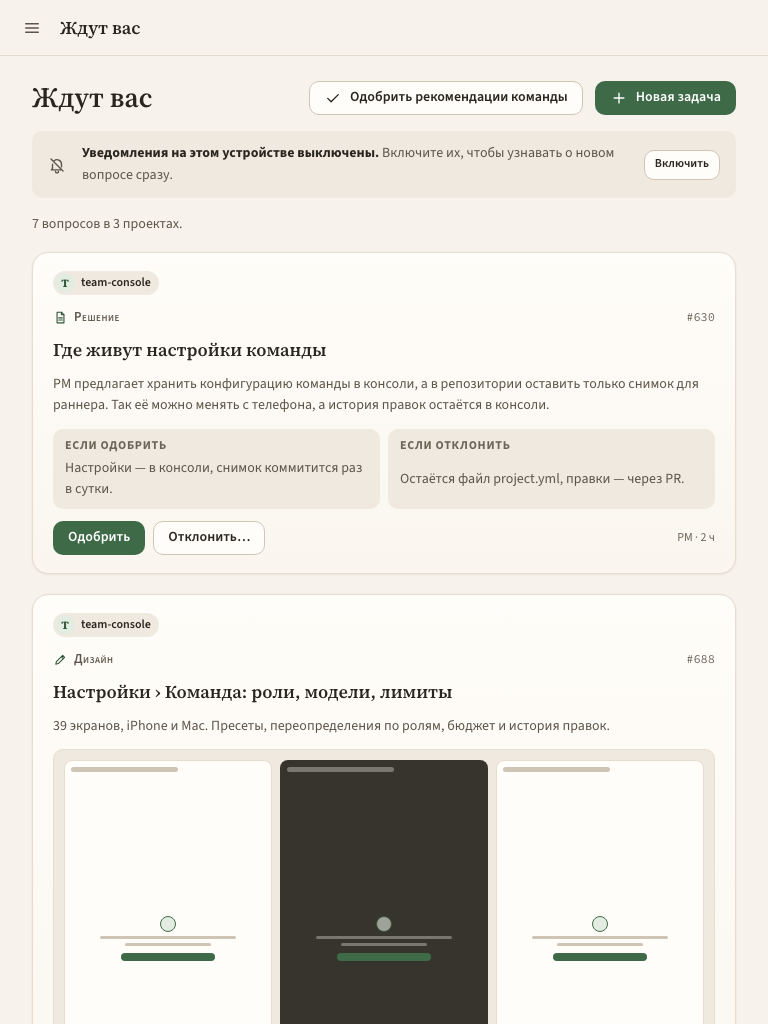 Ждут вас
Ждут вас
Одобрить рекомендации команды
Новая задача
Уведомления на этом устройстве выключены. Включите их, чтобы узнавать о новом
вопросе сразу.
Включить
7 вопросов в 3 проектах.
T team-console
Решение
#630
Где живут настройки команды
PM предлагает хранить конфигурацию команды в консоли, а в репозитории оставить только снимок для
раннера. Так её можно менять с телефона, а история правок остаётся в консоли.
ЕСЛИ ОДОБРИТЬ
Настройки — в консоли, снимок коммитится раз
в сутки.
ЕСЛИ ОТКЛОНИТЬ
Остаётся файл project.yml, правки — через PR.
Одобрить
Отклонить…
PM · 2 ч
T team-console
Дизайн
#688
Настройки › Команда: роли, модели, лимиты
39 экранов, iPhone и Mac. Пресеты, переопределения по ролям, бюджет и история правок.